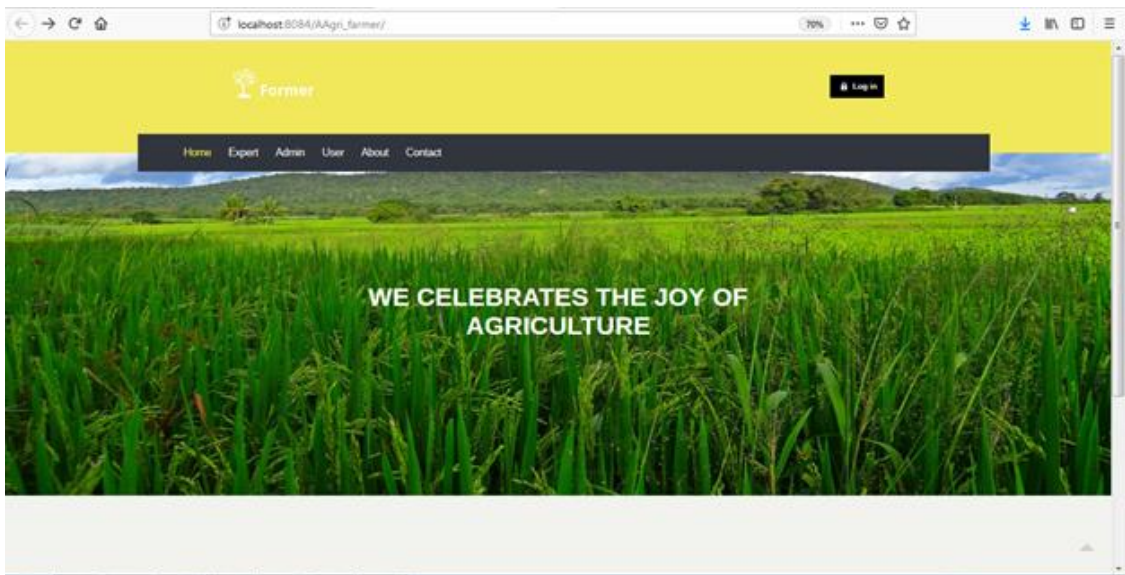 localhost:8084/AAgri_farmer/
70%
Former
Log in
Home Expert Admin User About Contact
WE CELEBRATES THE JOY OF
AGRICULTURE